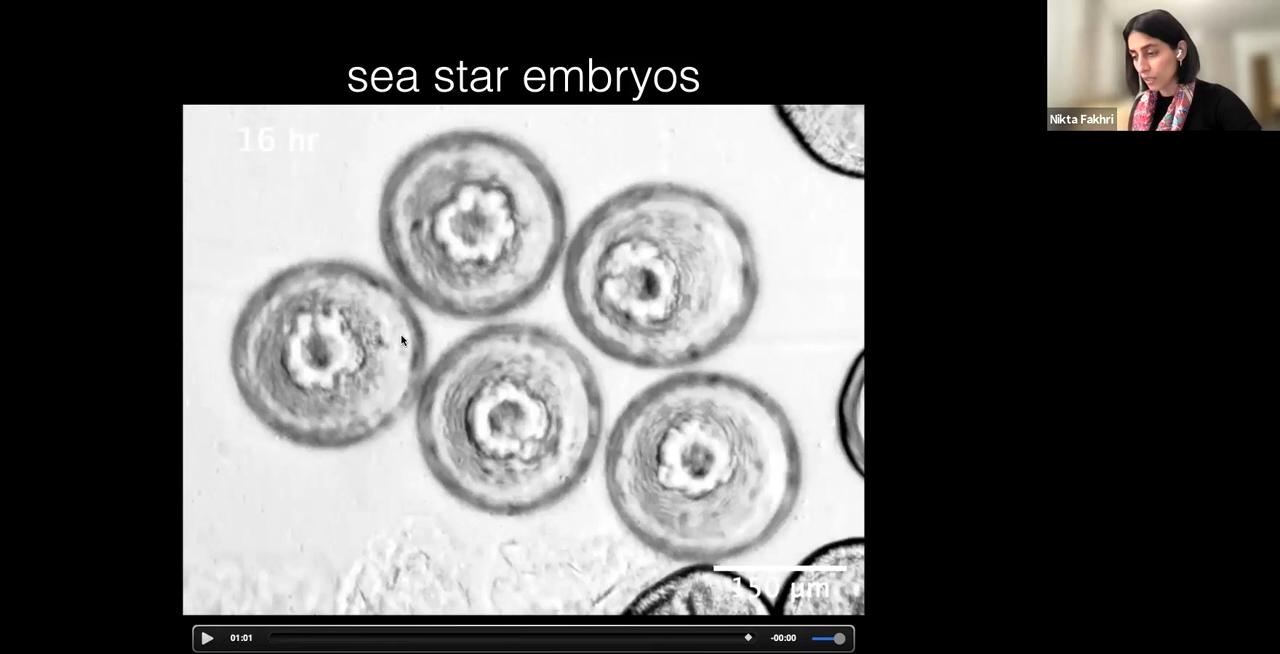 sea star embryos
16 hr
150 µm
01:01
-00:00
Nikta Fakhri